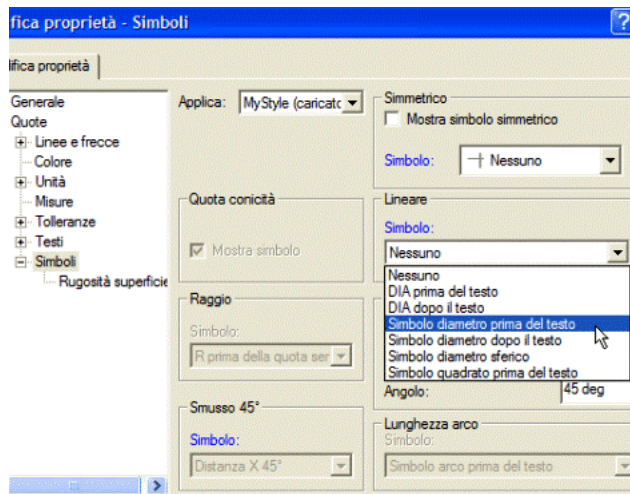 fica proprietà - Simboli
?
ifica proprietà
Generale
Quote
Linee e frecce
Colore
Unità
Misure
Tolleranze
Testi
Simboli
Rugosità superficie
Applica: MyStyle (caricatc
Quota conicità
Mostra simbolo
Raggio
Simbolo:
R prima della quota ser
Smusso 45°
Simbolo:
Distanza X 45°
Simmetrico
Mostra simbolo simmetrico
Simbolo: Nessuno
Lineare
Simbolo:
Nessuno
Nessuno
DIA prima del testo
DIA dopo il testo
Simbolo diametro prima del testo
Simbolo diametro dopo il testo
Simbolo diametro sferico
Simbolo quadrato prima del testo
Angolo: 45 deg
Lunghezza arco
Simbolo:
Simbolo arco prima del testo